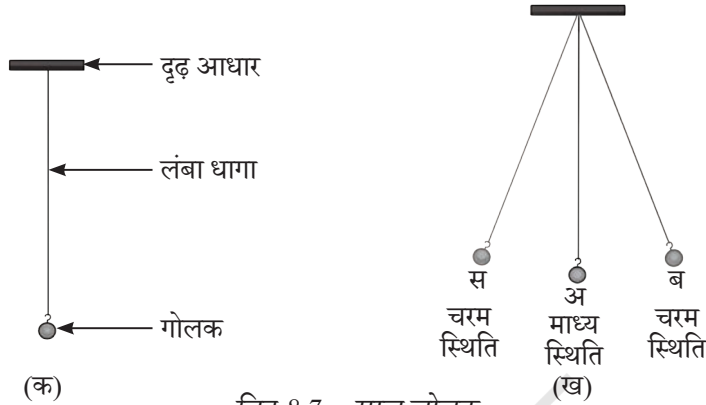 दृढ़ आधार
लंबा धागा
गोलक
(क)
स
चरम
स्थिति
अ
माध्य
स्थिति
ब
चरम
स्थिति
(ख)